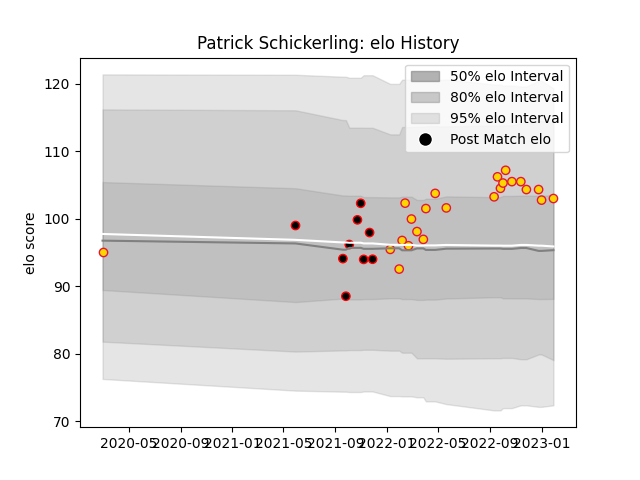 Patrick Schickerling: elo History
50% elo Interval
80% elo Interval
95% elo Interval
Post Match elo
elo score
120
110
100
90
80
70
2020-05
2020-09
2021-01
2021-05
2021-09
2022-01
2022-05
2022-09
2023-01